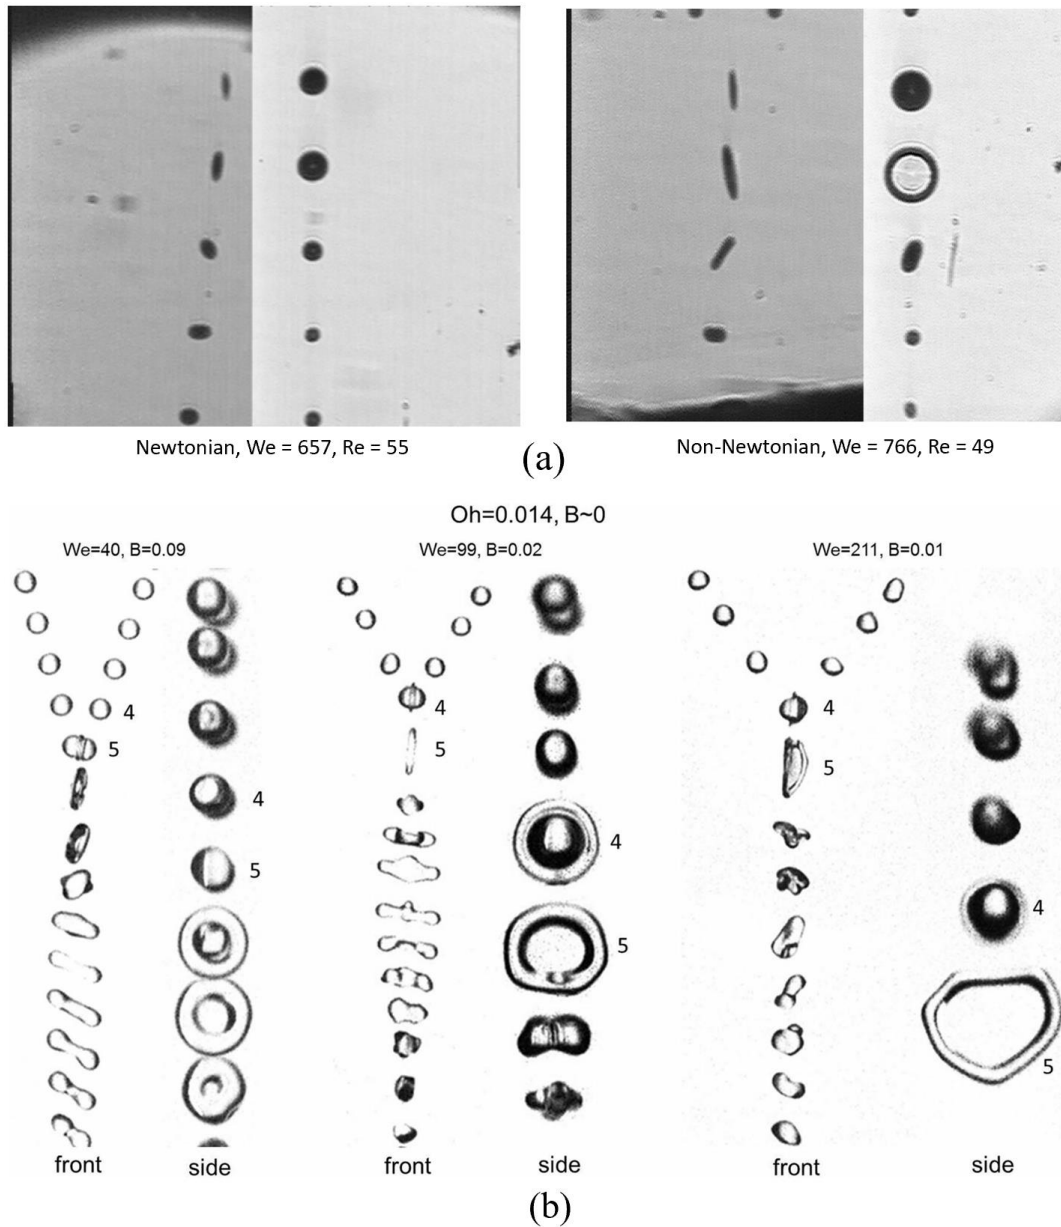 Newtonian, We = 657, Re = 55
Non-Newtonian, We = 766, Re = 49
(a)
Oh=0.014, B~0
We=40, B=0.09
We=99, B=0.02
We=211, B=0.01
4
5
4
5
4
5
4
5
4
5
4
5
front
side
front
side
front
side
(b)